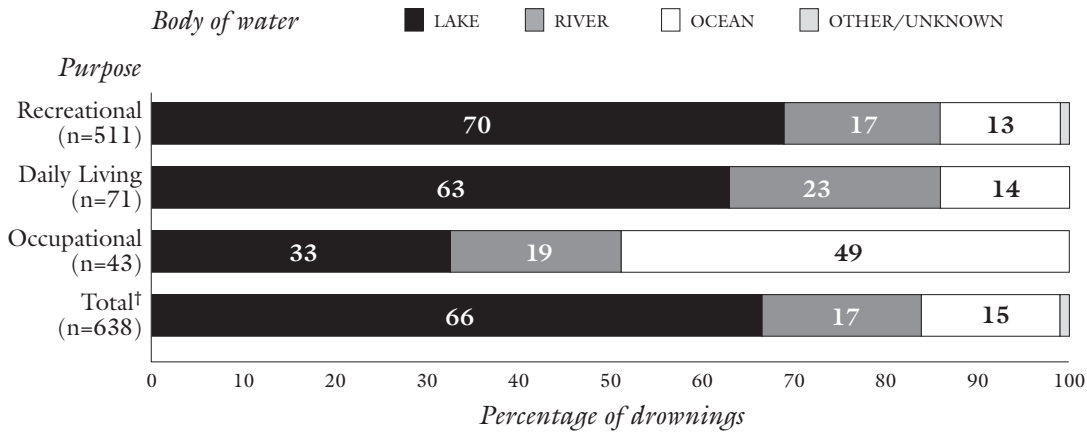 Body of water LAKE RIVER OCEAN OTHER/UNKNOWN
Purpose
Recreational
(n=511)
70 17 13
Daily Living
(n=71)
63 23 14
Occupational
(n=43)
33 19 49
Total†
(n=638)
66 17 15
0 10 20 30 40 50 60 70 80 90 100
Percentage of drownings